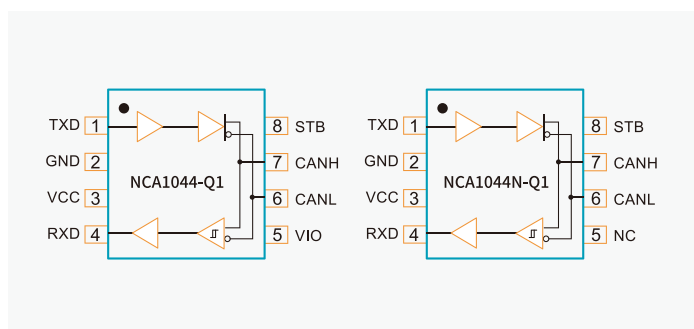 TXD 1 8 STB TXD 1 8 STB
GND 2 7 CANH GND 2 7 CANH
NCA1044-Q1 NCA1044N-Q1
VCC 3 6 CANL VCC 3 6 CANL
RXD 4 5 VIO RXD 4 5 NC